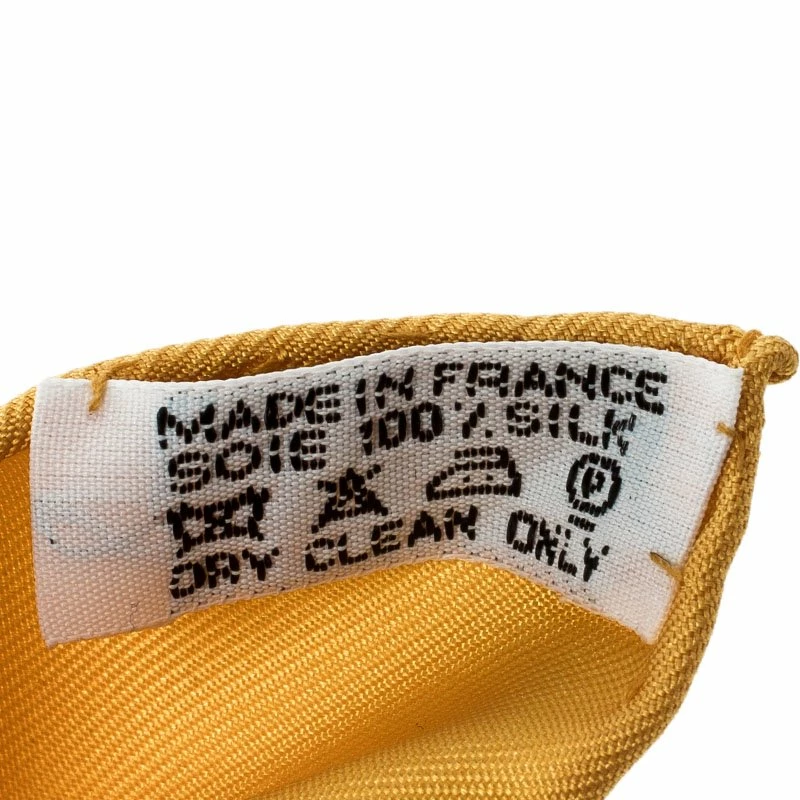 MADE IN FRANCE
SOIE 100% SILK
P
DRY CLEAN ONLY